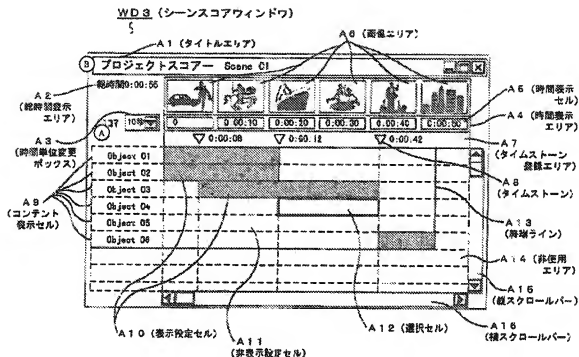 WD3 (シーンスコアウィンドウ)
A1 (タイトルエリア)
A6 (画像エリア)
B プロジェクトスコアー Scene 01
総時間0:00:55
A2
(総時間表示
エリア)
A5 (時間表示
セル)
A4 (時間表示
エリア)
0 0:00:10 0:00:20 0:00:30 0:00:40 0:00:50
37
10秒
A
A3
(時間単位変更
ボックス)
0:00:08 0:00:12 0:00:42
A7
(タイムストーン
登録エリア)
A8
(タイムストーン)
Object 01
Object 02
Object 03
Object 04
Object 05
Object 06
A9
(コンテント
表示セル)
A13
(終端ライン)
A14 (非使用
エリア)
A15
(縦スクロールバー)
A16
(横スクロールバー)
A10 (表示設定セル)
A11
(非表示設定セル)
A12 (選択セル)